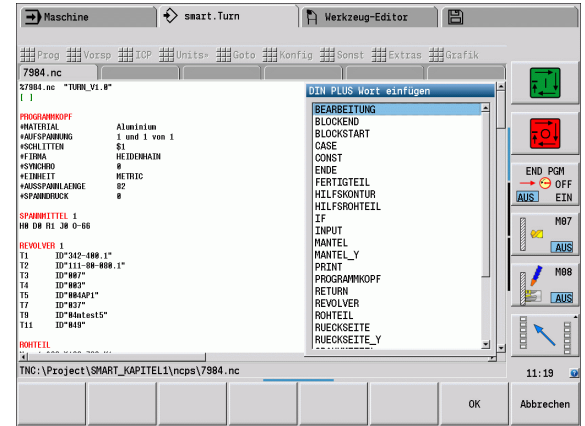 Maschine
smart.Turn
Werkzeug-Editor
Prog Vorsp ICP Units» Goto Konfig Sonst Extras Grafik
7984.nc
%7984.nc "TURN_V1.0"
[ ]
PROGRAMMKOPF
#MATERIAL Aluminium
#AUFSPANNUNG 1 und 1 von 1
#SCHLITTEN $1
#FIRMA HEIDENHAIN
#SYNCHRO 0
#EINHEIT METRIC
#AUSSPANNLAENGE 82
#SPANNDRUCK 0
SPANNMITTEL 1
H0 D0 R1 J0 O-66
REVOLVER 1
T1 ID"342-400.1"
T2 ID"111-80-080.1"
T3 ID"007"
T4 ID"003"
T5 ID"004AP1"
T7 ID"037"
T9 ID"04mtest5"
T11 ID"049"
ROHTEIL
DIN PLUS Wort einfügen
BEARBEITUNG
BLOCKEND
BLOCKSTART
CASE
CONST
ENDE
FERTIGTEIL
HILFSKONTUR
HILFSROHTEIL
IF
INPUT
MANTEL
MANTEL_Y
PRINT
PROGRAMMKOPF
RETURN
REVOLVER
ROHTEIL
RUECKSEITE
RUECKSEITE_Y
TNC:\Project\SMART_KAPITEL1\ncps\7984.nc
END PGM
OFF
AUS EIN
M07
AUS
M08
AUS
11:19
OK
Abbrechen